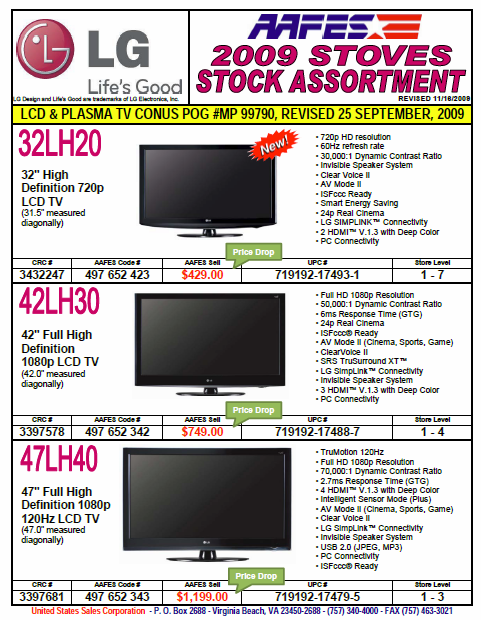 LG
Life's Good
LG Design and Life's Good are trademarks of LG Electronics, Inc.
AAFES
2009 STOVES
STOCK ASSORTMENT
REVISED 11/16/2009
LCD & PLASMA TV CONUS POG #MP 99790, REVISED 25 SEPTEMBER, 2009
32LH20
32" High
Definition 720p
LCD TV
(31.5" measured
diagonally)
New!
• 720p HD resolution
• 60Hz refresh rate
• 30,000:1 Dynamic Contrast Ratio
• Invisible Speaker System
• Clear Voice II
• AV Mode II
• ISFccc Ready
• Smart Energy Saving
• 24p Real Cinema
• LG SIMPLINK™ Connectivity
• 2 HDMI™ V.1.3 with Deep Color
• PC Connectivity
Price Drop
CRC # AAFES Code # AAFES Sell UPC # Store Level
3432247 497 652 423 $429.00 719192-17493-1 1 - 7
42LH30
42" Full High
Definition
1080p LCD TV
(42.0" measured
diagonally)
• Full HD 1080p Resolution
• 50,000:1 Dynamic Contrast Ratio
• 6ms Response Time (GTG)
• 24p Real Cinema
• ISFccc® Ready
• AV Mode II (Cinema, Sports, Game)
• ClearVoice II
• SRS TruSurround XT™
• LG SimpLink™ Connectivity
• Invisible Speaker System
• 3 HDMI™ V.1.3 with Deep Color
• PC Connectivity
Price Drop
CRC # AAFES Code # AAFES Sell UPC # Store Level
3397578 497 652 342 $749.00 719192-17488-7 1 - 4
47LH40
47" Full High
Definition 1080p
120Hz LCD TV
(47.0" measured
diagonally)
• TruMotion 120Hz
• Full HD 1080p Resolution
• 70,000:1 Dynamic Contrast Ratio
• 2.7ms Response Time (GTG)
• 4 HDMI™ V.1.3 with Deep Color
• Intelligent Sensor Mode (Plus)
• AV Mode II (Cinema, Sports, Game)
• Clear Voice II
• LG SimpLink™ Connectivity
• Invisible Speaker System
• USB 2.0 (JPEG, MP3)
• PC Connectivity
• ISFccc® Ready
Price Drop
CRC # AAFES Code # AAFES Sell UPC # Store Level
3397681 497 652 343 $1,199.00 719192-17479-5 1 - 3
United States Sales Corporation - P. O. Box 2688 - Virginia Beach, VA 23450-2688 - (757) 340-4000 - FAX (757) 463-3021